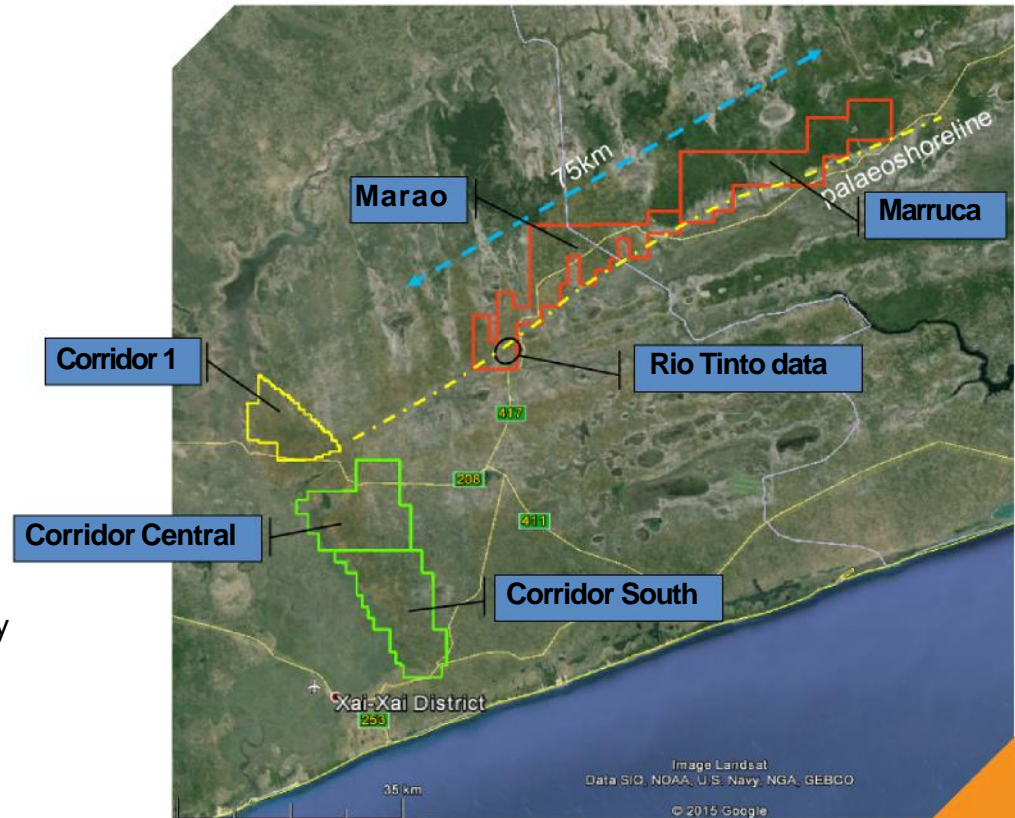 75km
palaeoshoreline
Marao
Marruca
Corridor 1
Rio Tinto data
417
208
Corridor Central
411
Corridor South
y
Xai-Xai District
253
Image Landsat
Data SIO, NOAA, U.S. Navy, NGA, GEBCO
35 km
© 2015 Google